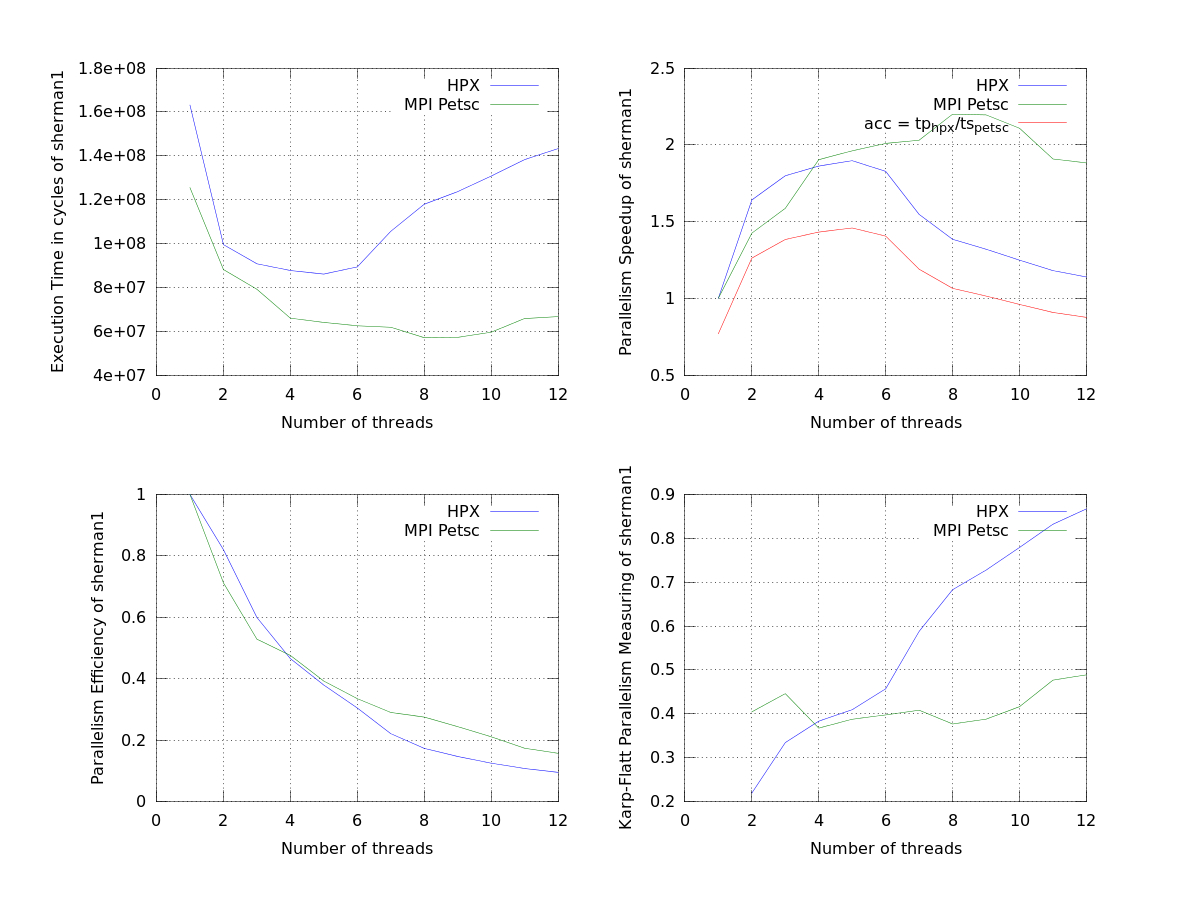 Execution Time in cycles of sherman1
1.8e+08
1.6e+08
1.4e+08
1.2e+08
1e+08
8e+07
6e+07
4e+07
0 2 4 6 8 10 12
Number of threads
HPX
MPI Petsc
Parallelism Speedup of sherman1
2.5
2
1.5
1
0.5
0 2 4 6 8 10 12
Number of threads
HPX
MPI Petsc
acc = tphpx/tspetsc
Parallelism Efficiency of sherman1
1
0.8
0.6
0.4
0.2
0
0 2 4 6 8 10 12
Number of threads
HPX
MPI Petsc
Karp-Flatt Parallelism Measuring of sherman1
0.9
0.8
0.7
0.6
0.5
0.4
0.3
0.2
0 2 4 6 8 10 12
Number of threads
HPX
MPI Petsc